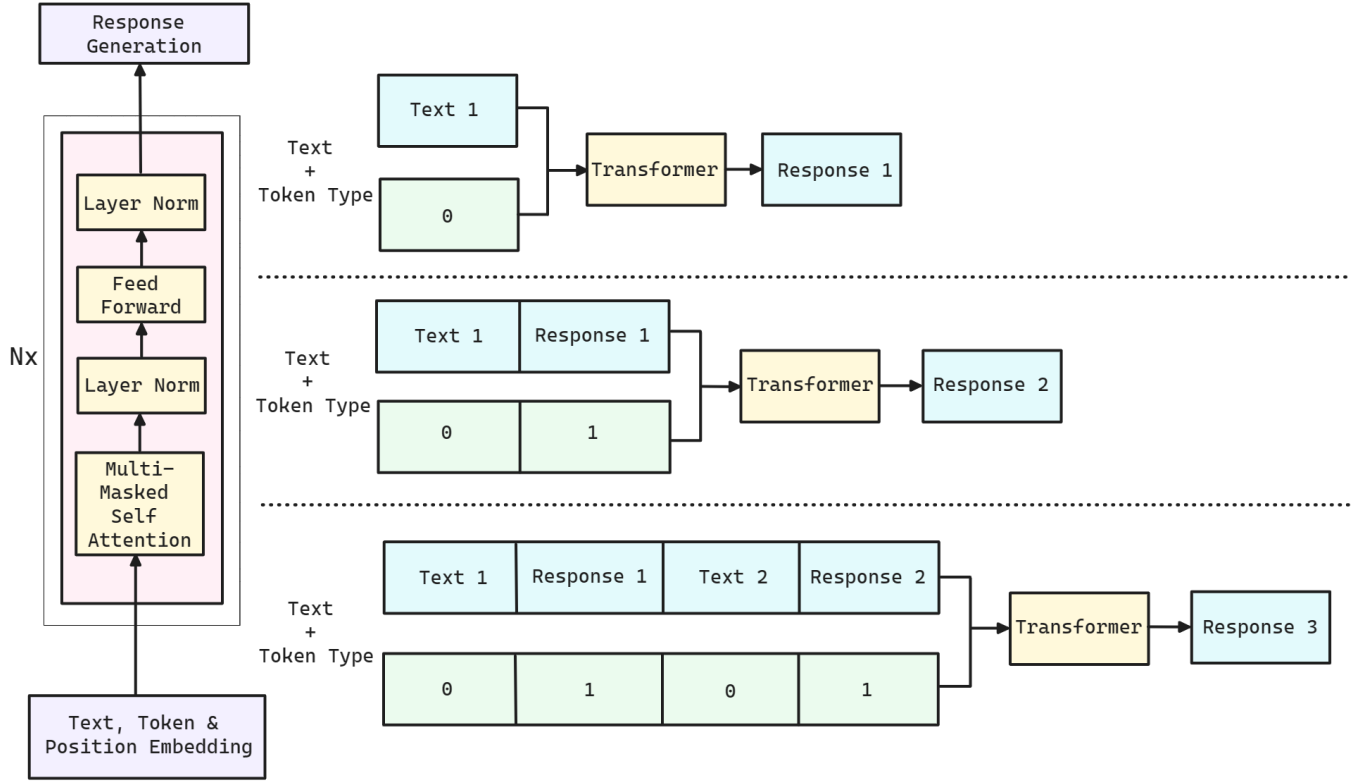 Response
Generation
Layer Norm
Feed
Forward
Nx
Layer Norm
Multi-
Masked
Self
Attention
Text, Token &
Position Embedding
Text
+
Token Type
Text 1
0
Transformer
Response 1
Text
+
Token Type
Text 1 Response 1
0 1
Transformer
Response 2
Text
+
Token Type
Text 1 Response 1 Text 2 Response 2
0 1 0 1
Transformer
Response 3